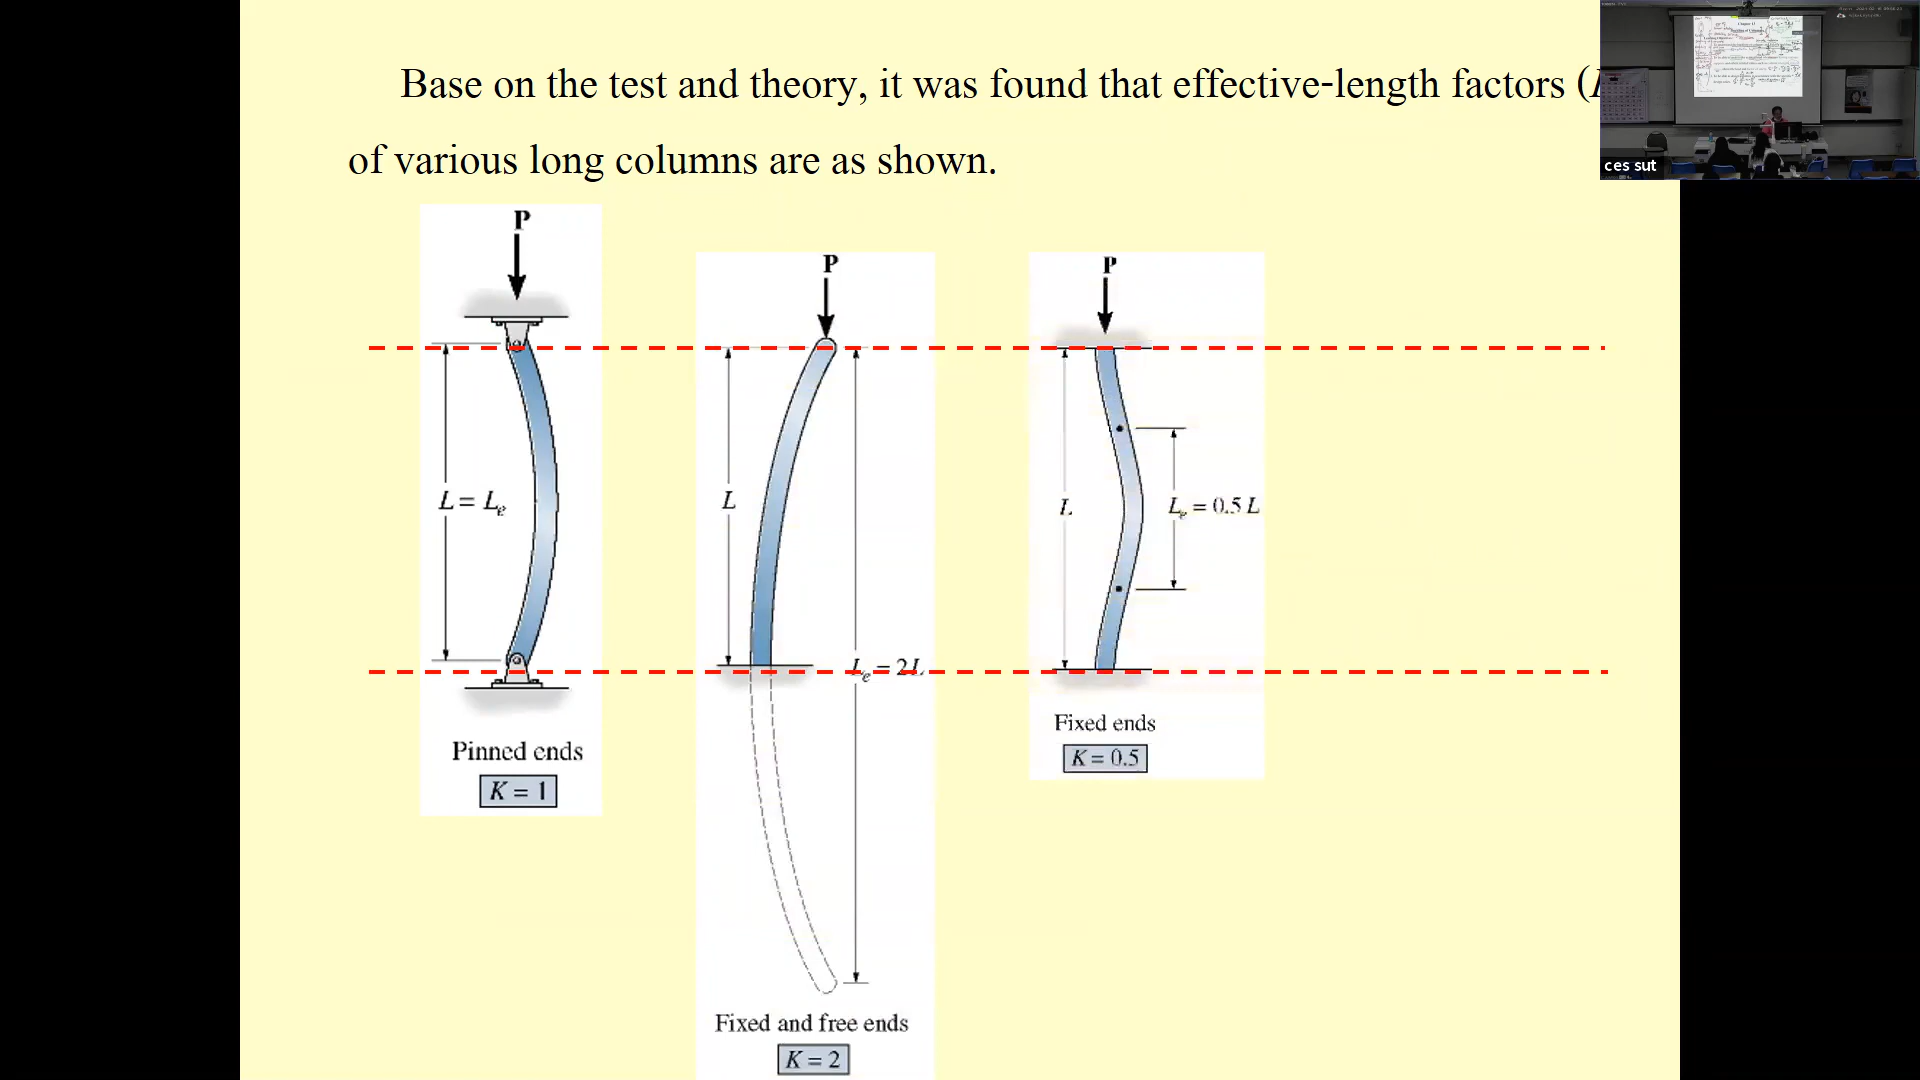 Base on the test and theory, it was found that effective-length factors (
of various long columns are as shown.
ces sut
P
P
P
L = Le
L
Le = 2L
L
Le = 0.5 L
Pinned ends
K = 1
Fixed and free ends
K = 2
Fixed ends
K = 0.5